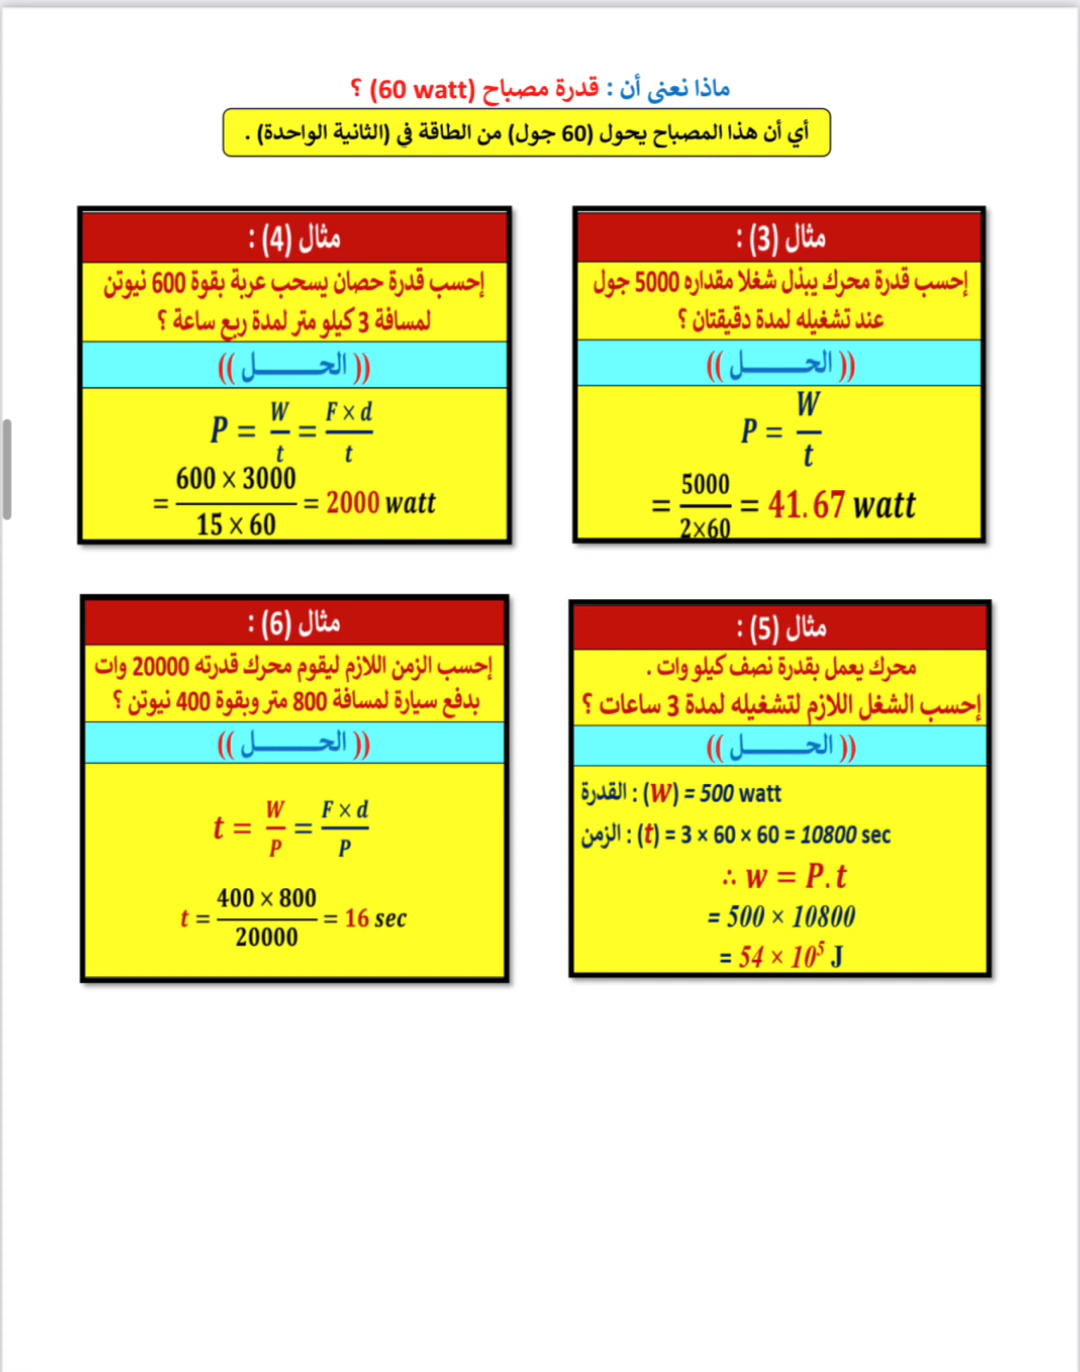 ماذا نعنى أن : قدرة مصباح (60 watt) ؟
أي أن هذا المصباح يحول (60 جول) من الطاقة في (الثانية الواحدة) .
مثال (3) :
إحسب قدرة محرك يبذل شغلا مقداره 5000 جول
عند تشغيله لمدة دقيقتان ؟
(( الحـــــــل ))
P = W/t
= 5000/2×60 = 41.67 watt
مثال (4) :
إحسب قدرة حصان يسحب عربة بقوة 600 نيوتن
لمسافة 3 كيلو متر لمدة ربع ساعة ؟
(( الحـــــــل ))
P = W/t = F × d/t
= 600 × 3000/15 × 60 = 2000 watt
مثال (5) :
محرك يعمل بقدرة نصف كيلو وات .
إحسب الشغل اللازم لتشغيله لمدة 3 ساعات ؟
(( الحـــــــل ))
القدرة : (W) = 500 watt
الزمن : (t) = 3 × 60 × 60 = 10800 sec
∴ w = P.t
= 500 × 10800
= 54 × 10⁵ J
مثال (6) :
إحسب الزمن اللازم ليقوم محرك قدرته 20000 وات
بدفع سيارة لمسافة 800 متر وبقوة 400 نيوتن ؟
(( الحـــــــل ))
t = W/P = F × d/P
t = 400 × 800/20000 = 16 sec